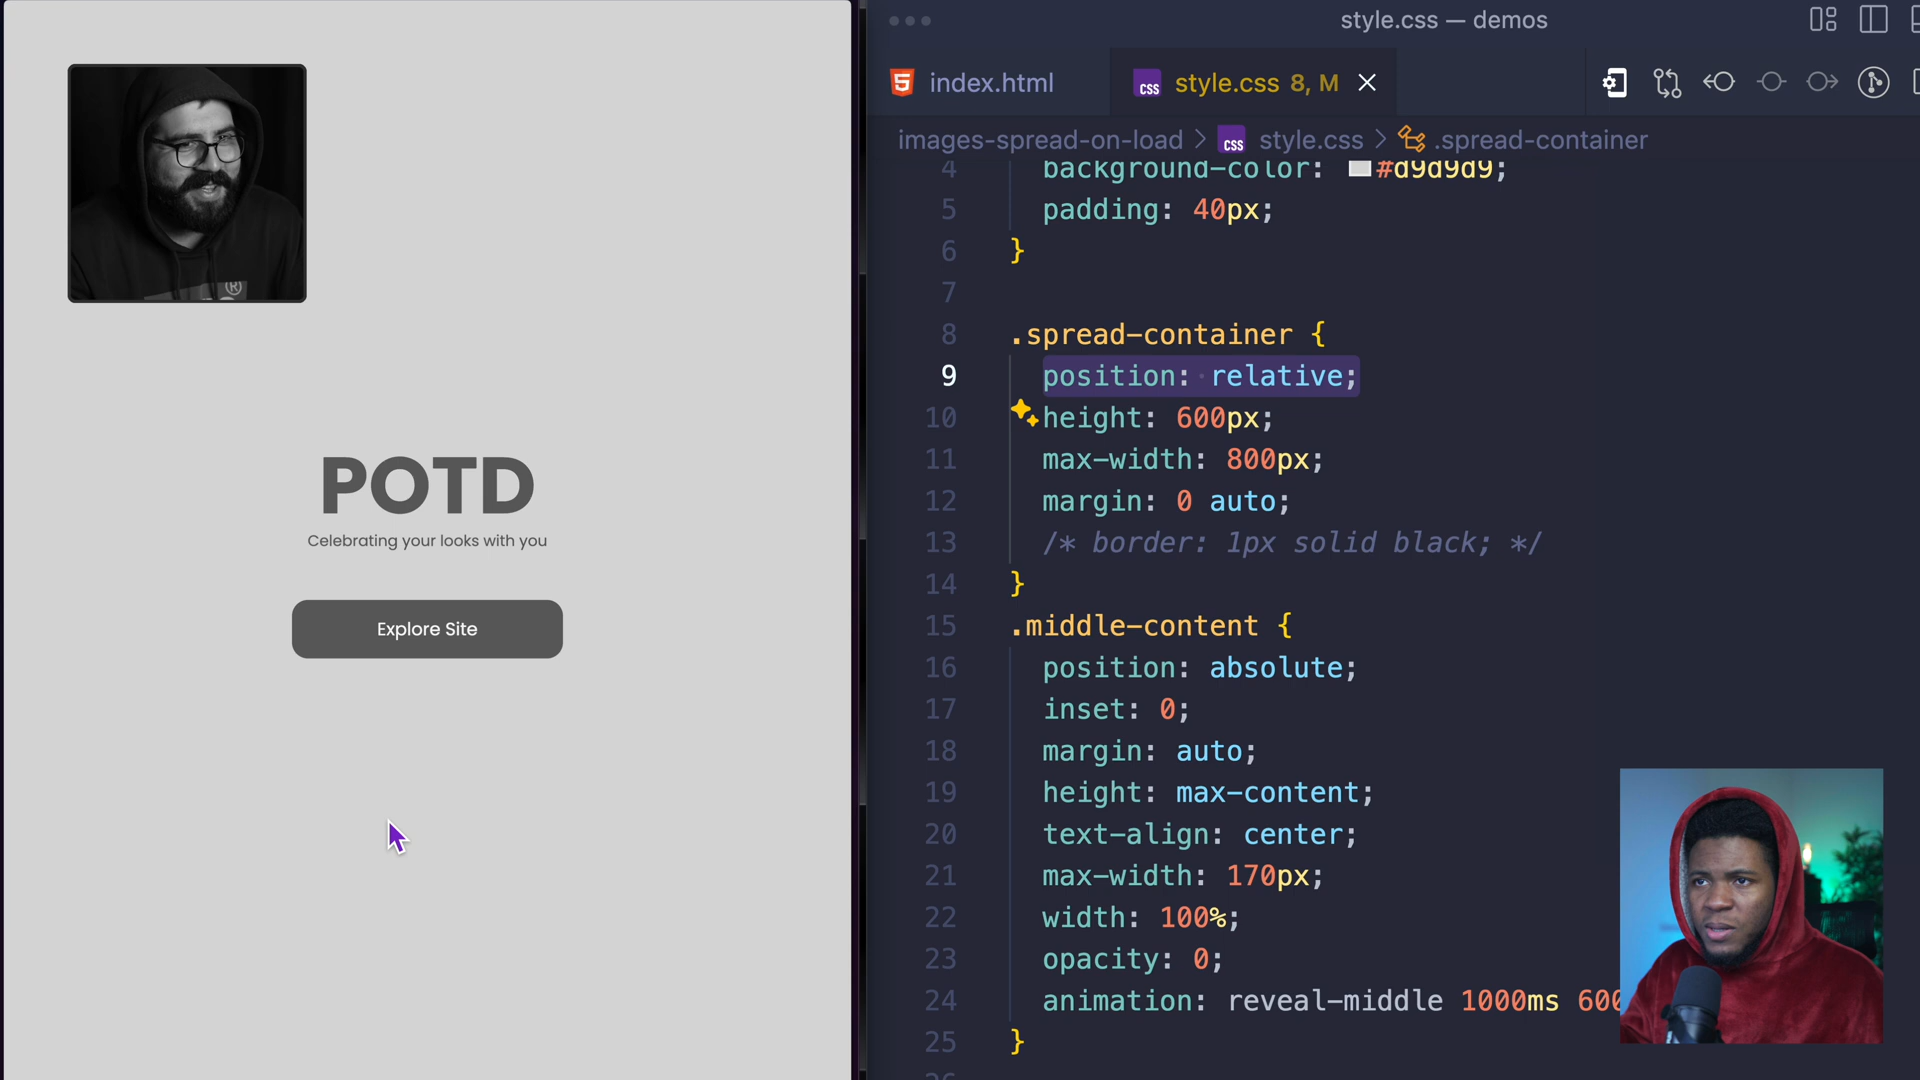 ®
POTD
Celebrating your looks with you
Explore Site
style.css — demos
index.html
style.css 8, M
images-spread-on-load > style.css > .spread-container
4 background-color: #d9d9d9;
5 padding: 40px;
6 }
7
8 .spread-container {
9 position: relative;
10 height: 600px;
11 max-width: 800px;
12 margin: 0 auto;
13 /* border: 1px solid black; */
14 }
15 .middle-content {
16 position: absolute;
17 inset: 0;
18 margin: auto;
19 height: max-content;
20 text-align: center;
21 max-width: 170px;
22 width: 100%;
23 opacity: 0;
24 animation: reveal-middle 1000ms 600
25 }